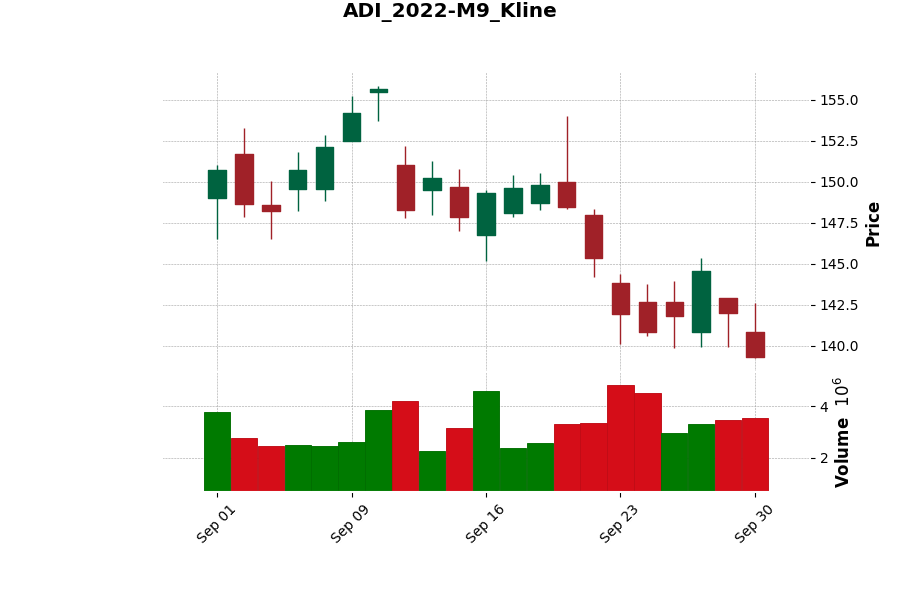 ADI_2022-M9_Kline
155.0
152.5
150.0
147.5
145.0
142.5
140.0
Price
4
2
Volume 10^6
Sep 01
Sep 09
Sep 16
Sep 23
Sep 30